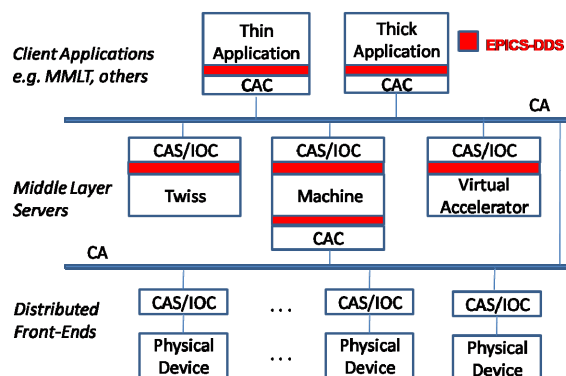 Client Applications
e.g. MMLT, others
Thin
Application
CAC
Thick
Application
CAC
EPICS-DDS
CA
Middle Layer
Servers
CAS/IOC
Twiss
CAS/IOC
Machine
CAC
CAS/IOC
Virtual
Accelerator
CA
Distributed
Front-Ends
CAS/IOC
...
CAS/IOC
CAS/IOC
Physical
Device
...
Physical
Device
Physical
Device